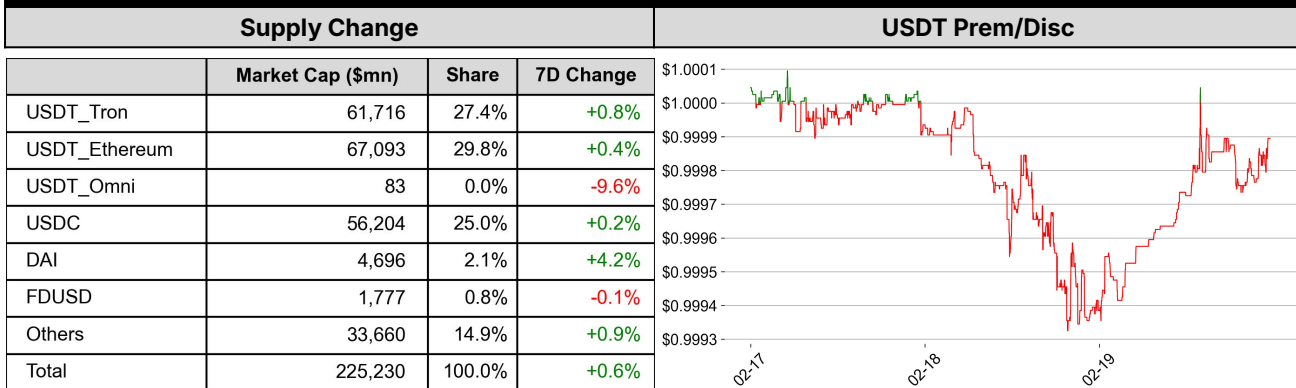 Supply Change
Market Cap ($mn) Share 7D Change
USDT_Tron 61,716 27.4% +0.8%
USDT_Ethereum 67,093 29.8% +0.4%
USDT_Omni 83 0.0% -9.6%
USDC 56,204 25.0% +0.2%
DAI 4,696 2.1% +4.2%
FDUSD 1,777 0.8% -0.1%
Others 33,660 14.9% +0.9%
Total 225,230 100.0% +0.6%
USDT Prem/Disc
$1.0001
$1.0000
$0.9999
$0.9998
$0.9997
$0.9996
$0.9995
$0.9994
$0.9993
02-17 02-18 02-19